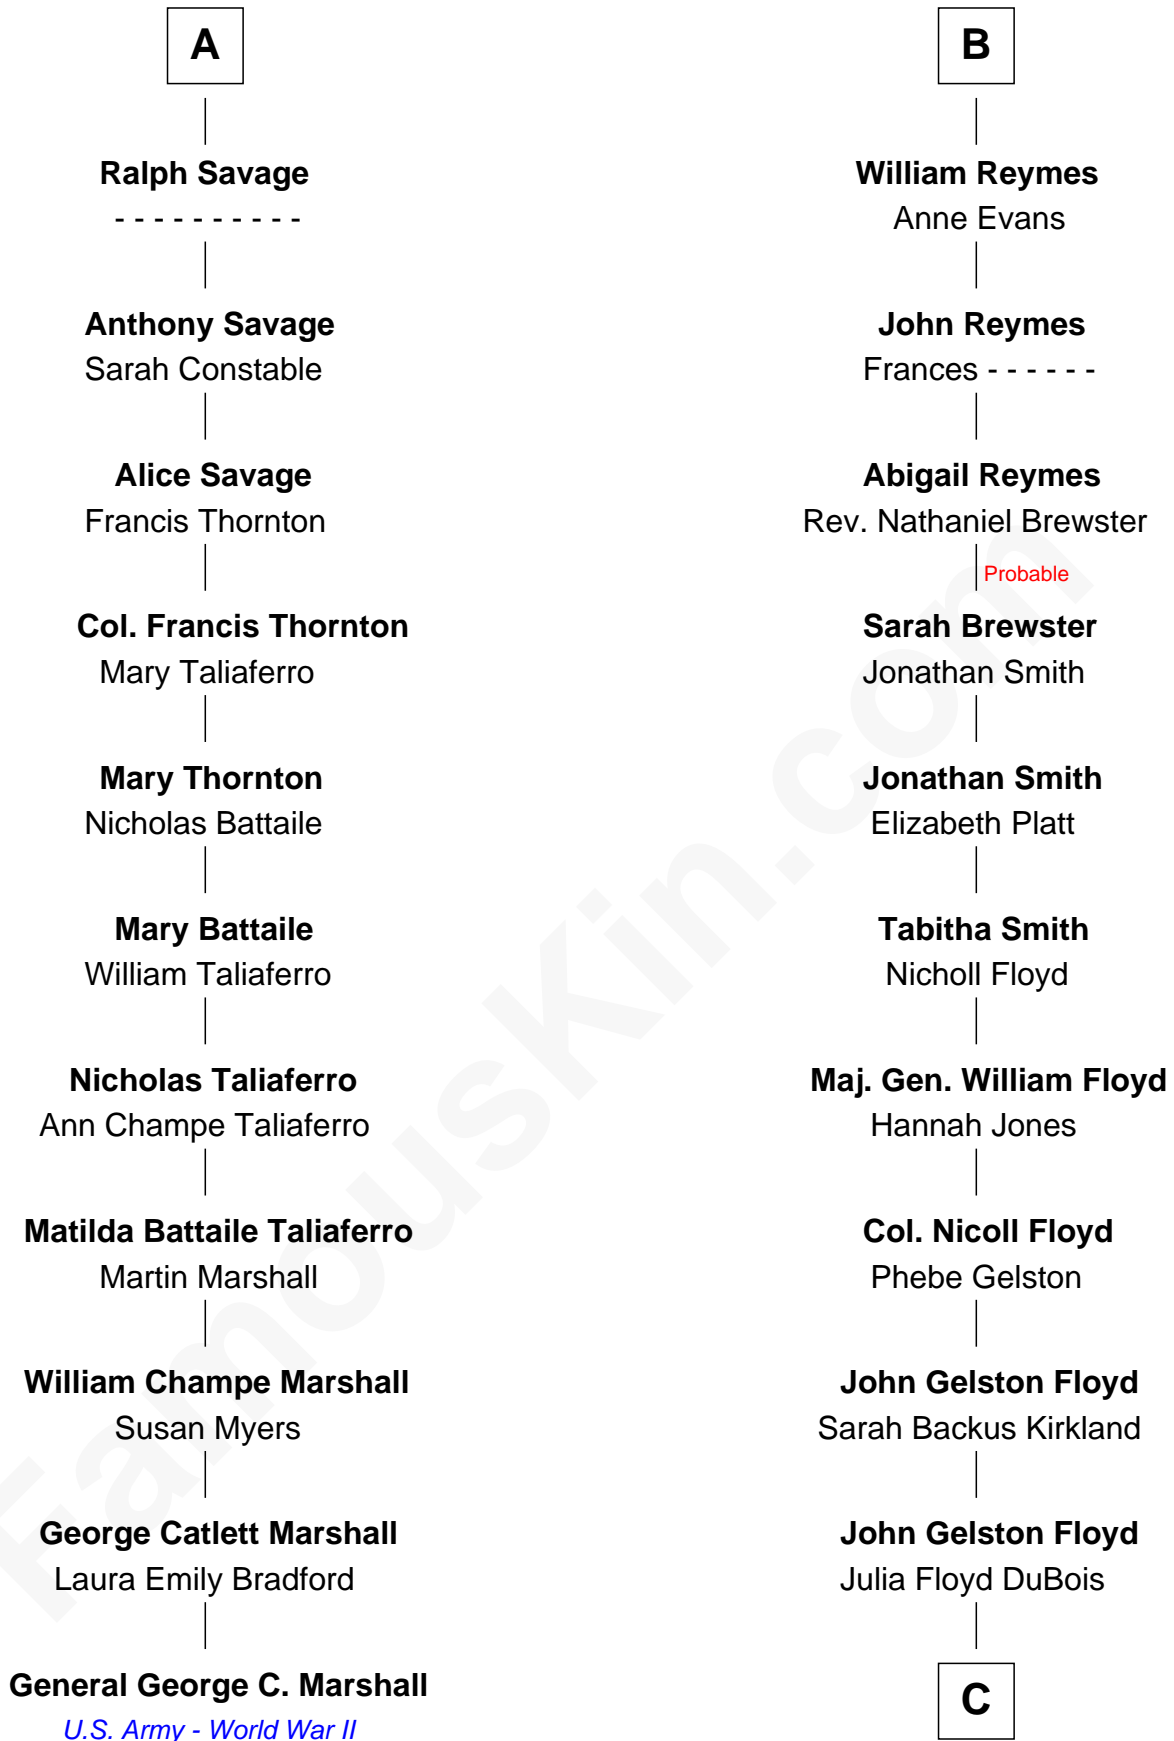 A
Ralph Savage
- - - - - - - - - -
Anthony Savage
Sarah Constable
Alice Savage
Francis Thornton
Col. Francis Thornton
Mary Taliaferro
Mary Thornton
Nicholas Battaile
Mary Battaile
William Taliaferro
Nicholas Taliaferro
Ann Champe Taliaferro
Matilda Battaile Taliaferro
Martin Marshall
William Champe Marshall
Susan Myers
George Catlett Marshall
Laura Emily Bradford
General George C. Marshall
U.S. Army - World War II
B
William Reymes
Anne Evans
John Reymes
Frances - - - - - -
Abigail Reymes
Rev. Nathaniel Brewster
Probable
Sarah Brewster
Jonathan Smith
Jonathan Smith
Elizabeth Platt
Tabitha Smith
Nicholl Floyd
Maj. Gen. William Floyd
Hannah Jones
Col. Nicoll Floyd
Phebe Gelston
John Gelston Floyd
Sarah Backus Kirkland
John Gelston Floyd
Julia Floyd DuBois
C
FamousKin.com